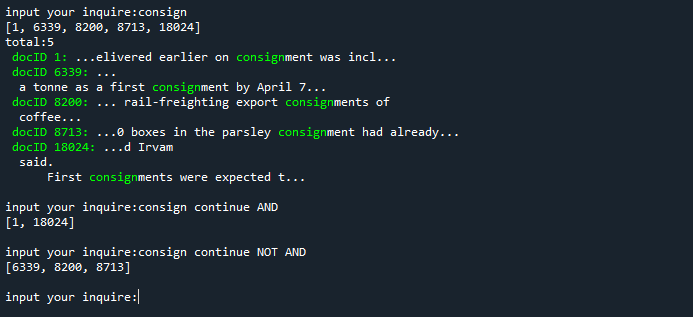 input your inquire:consign
[1, 6339, 8200, 8713, 18024]
total:5
docID 1: ...elivered earlier on consignment was incl...
docID 6339: ...
a tonne as a first consignment by April 7...
docID 8200: ... rail-freighting export consignments of
coffee...
docID 8713: ...0 boxes in the parsley consignment had already...
docID 18024: ...d Irvam
said.
First consignments were expected t...
input your inquire:consign continue AND
[1, 18024]
input your inquire:consign continue NOT AND
[6339, 8200, 8713]
input your inquire: